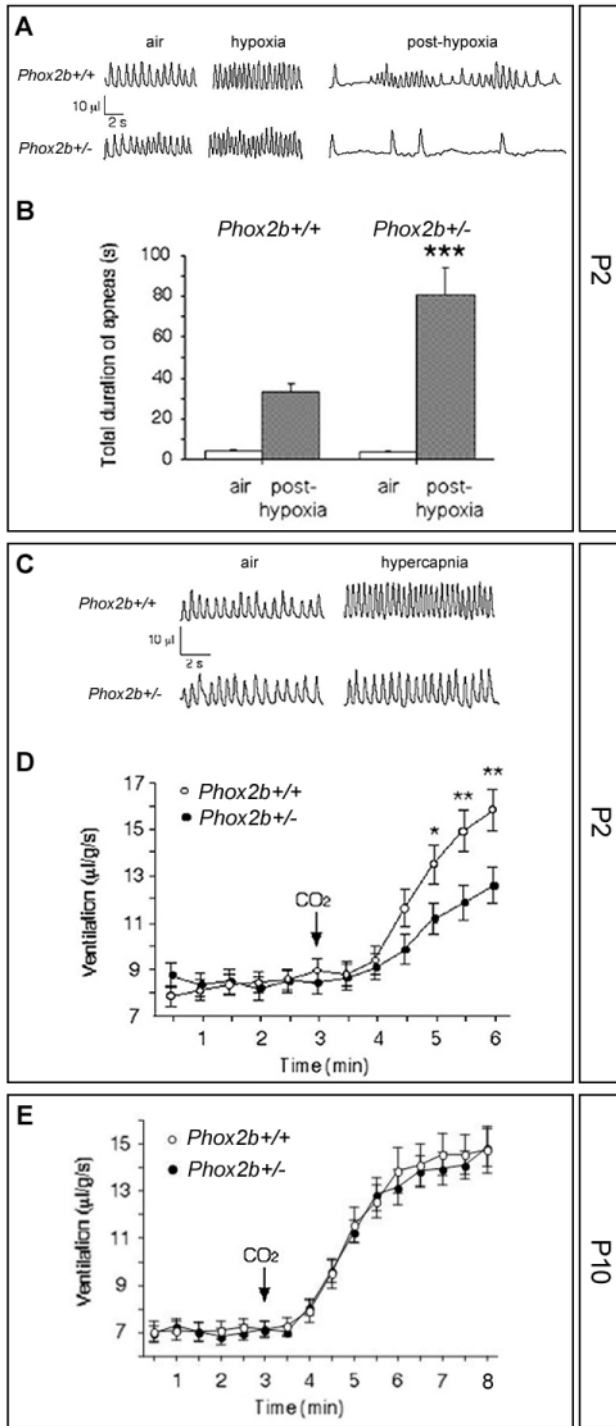 A
air hypoxia post-hypoxia
Phox2b+/+
10 µl
2 s
Phox2b+/-
B
Phox2b+/+ Phox2b+/-
***
Total duration of apneas (s)
100
80
60
40
20
0
air post-hypoxia air post-hypoxia
P2
C
air hypercapnia
Phox2b+/+
10 µl
2 s
Phox2b+/-
D
Ventilation (µl/g/s)
17
15
13
11
9
7
Phox2b+/+
Phox2b+/-
* ** **
CO2
1 2 3 4 5 6
Time (min)
P2
E
Ventilation (µl/g/s)
15
13
11
9
7
Phox2b+/+
Phox2b+/-
CO2
1 2 3 4 5 6 7 8
Time (min)
P10